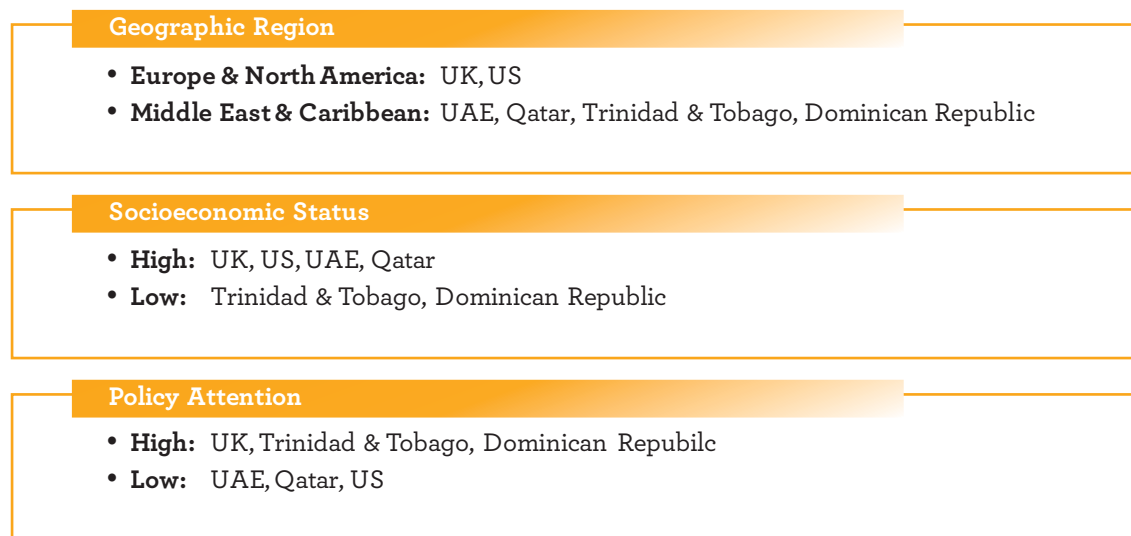 Geographic Region
• Europe & North America: UK, US
• Middle East & Caribbean: UAE, Qatar, Trinidad & Tobago, Dominican Republic
Socioeconomic Status
• High: UK, US, UAE, Qatar
• Low: Trinidad & Tobago, Dominican Republic
Policy Attention
• High: UK, Trinidad & Tobago, Dominican Repubilc
• Low: UAE, Qatar, US